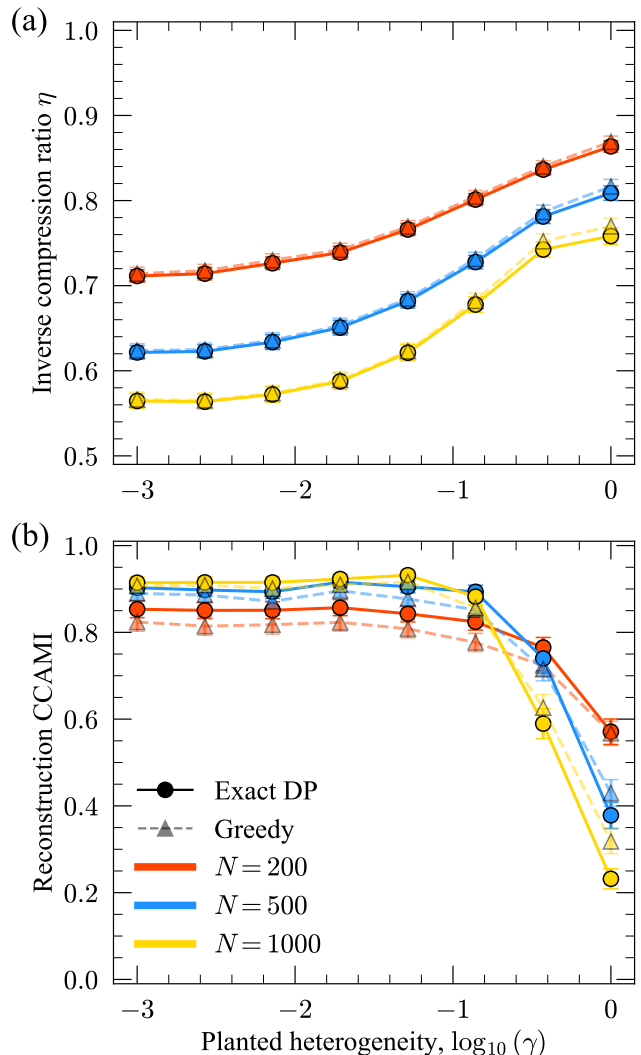 (a)
1.0
0.9
0.8
0.7
0.6
0.5
Inverse compression ratio η
−3
−2
−1
0
(b)
1.0
0.8
0.6
0.4
0.2
0.0
Reconstruction CCAMI
Exact DP
Greedy
N = 200
N = 500
N = 1000
−3
−2
−1
0
Planted heterogeneity, log₁₀ (γ)